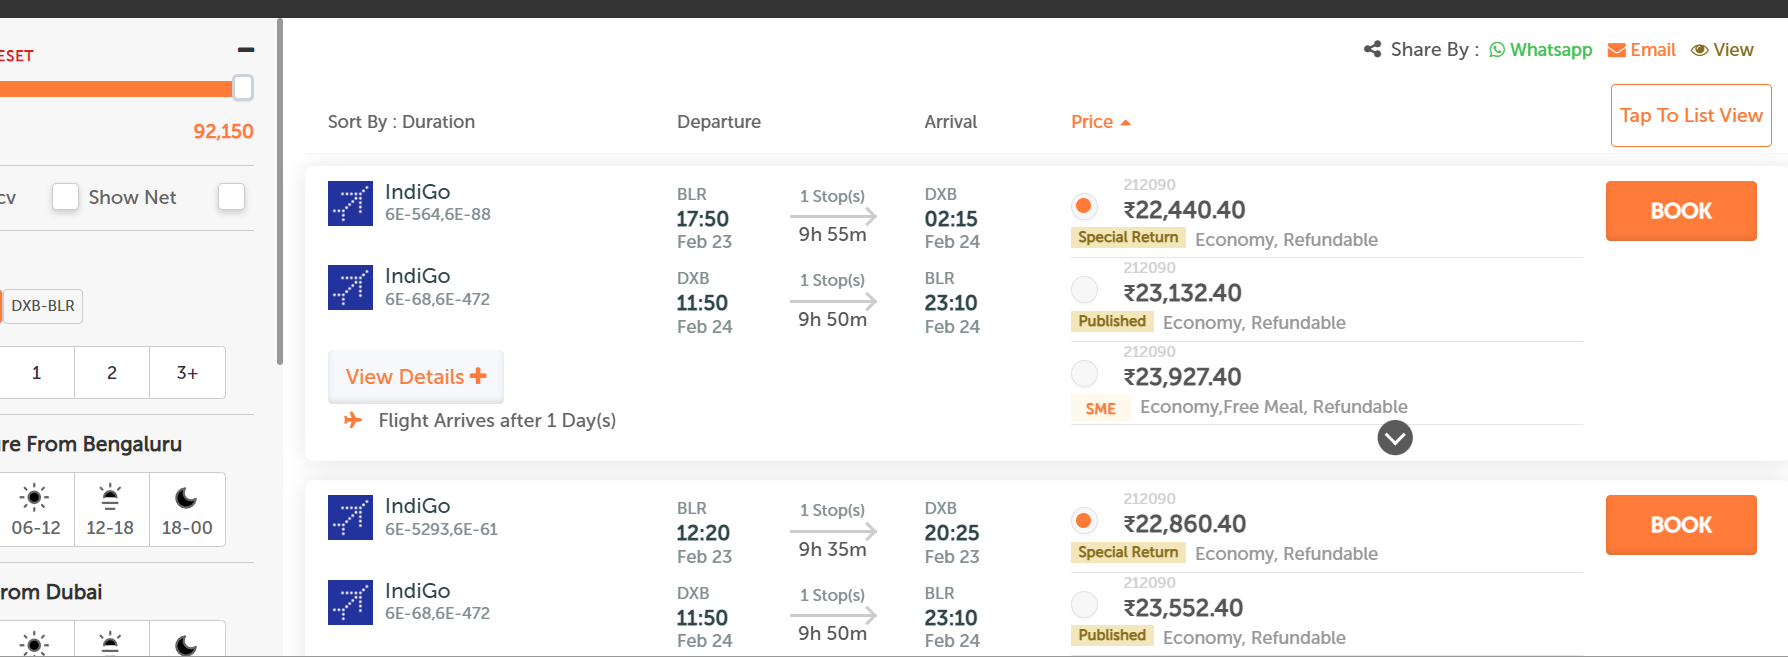 ESET
92,150
cv
Show Net
DXB-BLR
1
2
3+
re From Bengaluru
06-12
12-18
18-00
rom Dubai
Share By :
Whatsapp
Email
View
Sort By : Duration
Departure
Arrival
Price
Tap To List View
IndiGo
6E-564,6E-88
BLR
17:50
Feb 23
1 Stop(s)
9h 55m
DXB
02:15
Feb 24
IndiGo
6E-68,6E-472
DXB
11:50
Feb 24
1 Stop(s)
9h 50m
BLR
23:10
Feb 24
View Details
Flight Arrives after 1 Day(s)
212090
₹22,440.40
Special Return
Economy, Refundable
212090
₹23,132.40
Published
Economy, Refundable
212090
₹23,927.40
SME
Economy,Free Meal, Refundable
BOOK
IndiGo
6E-5293,6E-61
BLR
12:20
Feb 23
1 Stop(s)
9h 35m
DXB
20:25
Feb 23
IndiGo
6E-68,6E-472
DXB
11:50
Feb 24
1 Stop(s)
9h 50m
BLR
23:10
Feb 24
212090
₹22,860.40
Special Return
Economy, Refundable
212090
₹23,552.40
Published
Economy, Refundable
BOOK